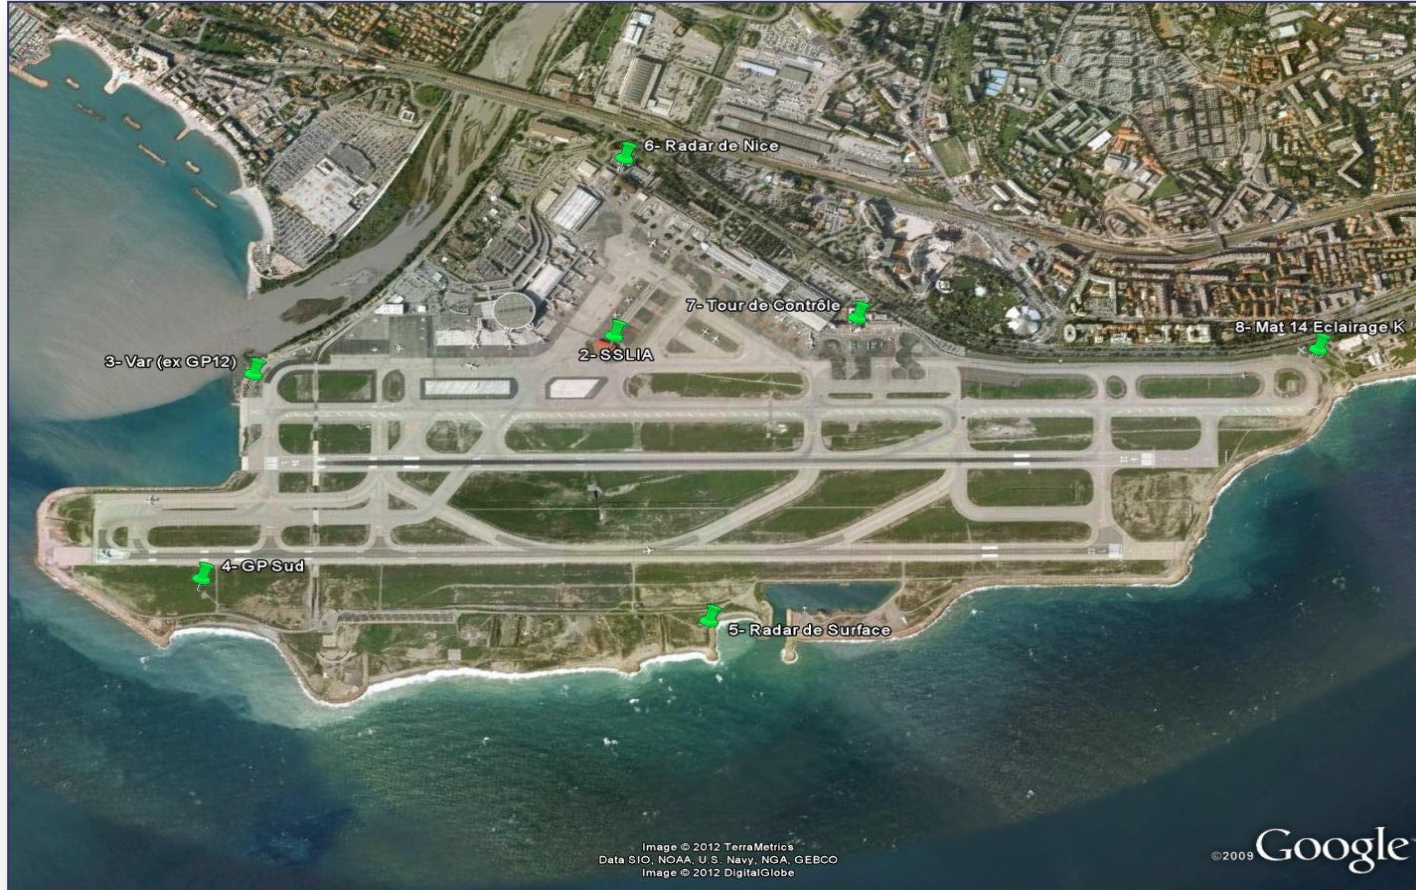 6- Radar de Nice
7- Tour de Contrôle
8- Mat 14 Eclairage K
2- SSLIA
3- Var (ex GP12)
4- GP Sud
5- Radar de Surface
Image © 2012 TerraMetrics
Data SIO, NOAA, U.S. Navy, NGA, GEBCO
Image © 2012 DigitalGlobe
©2009 Google